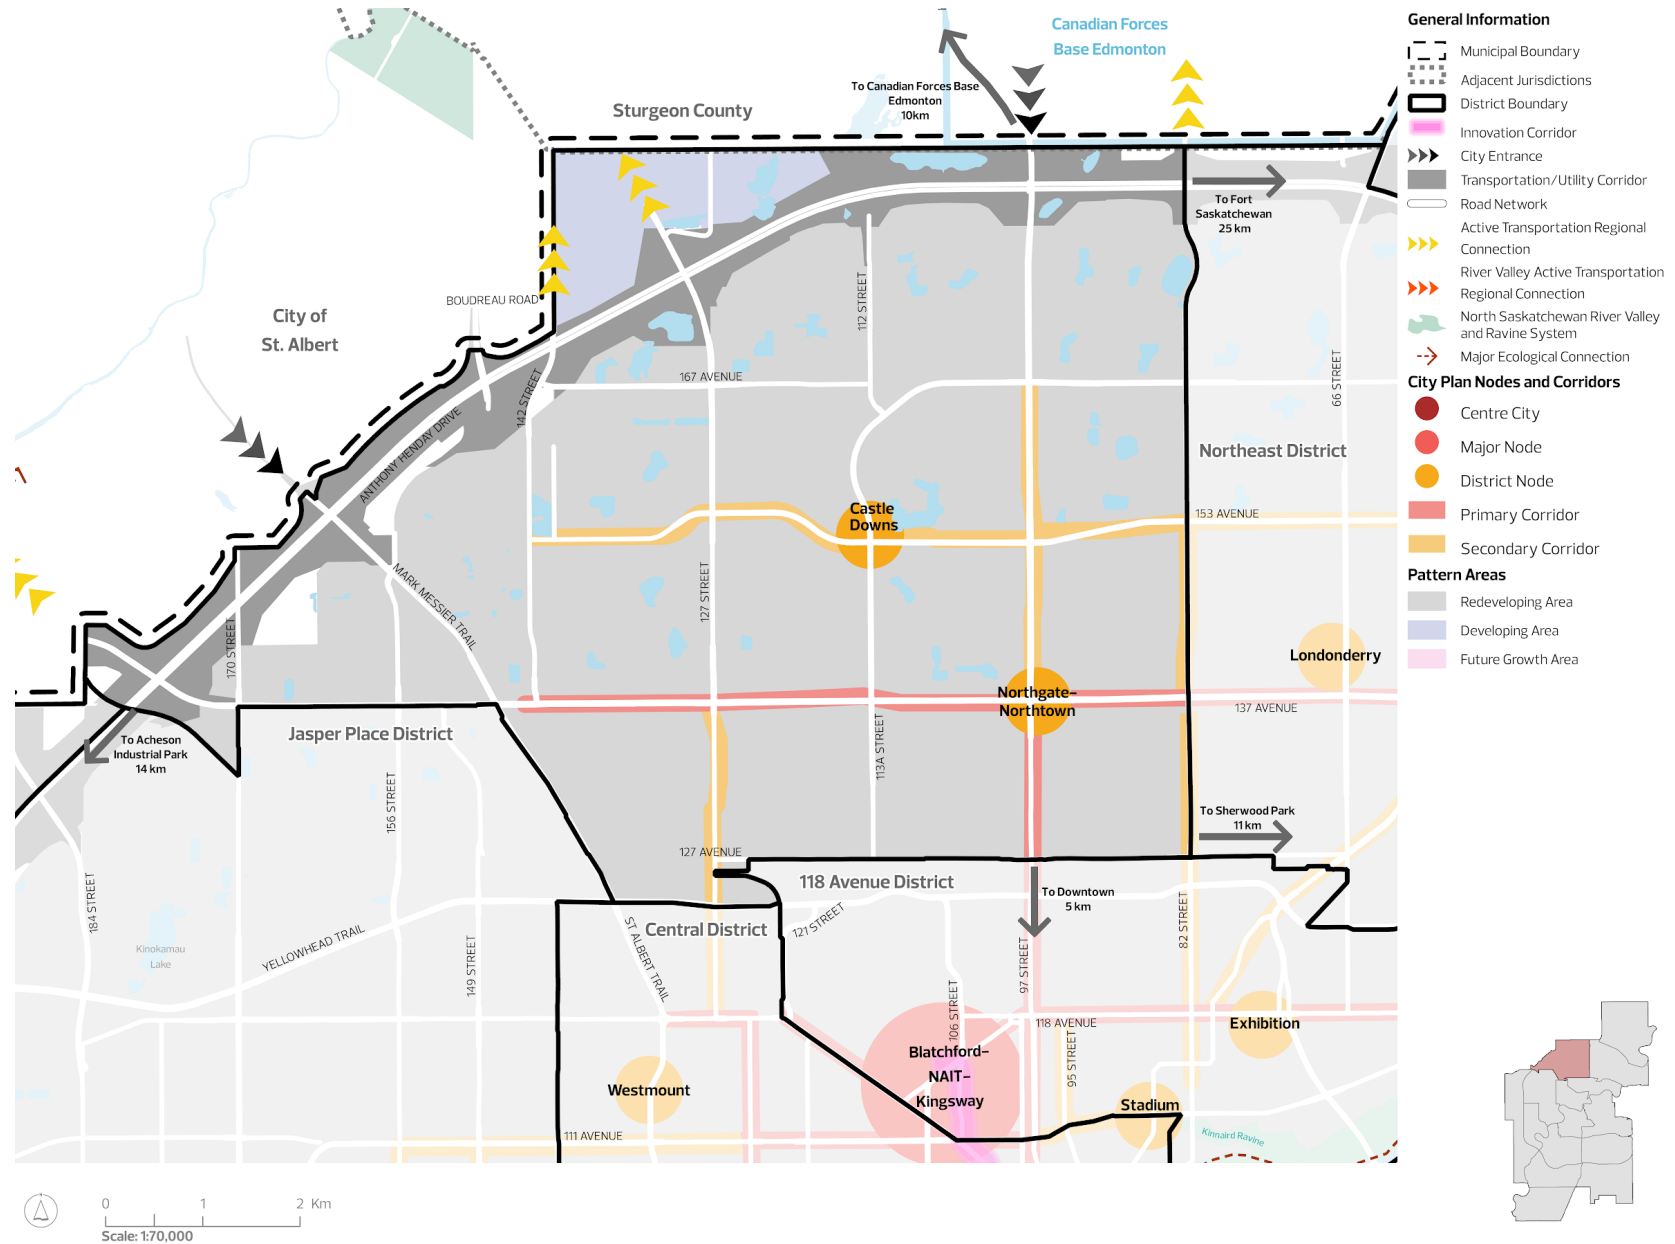 Canadian Forces
Base Edmonton
To Canadian Forces Base
Edmonton
10km
Sturgeon County
To Fort
Saskatchewan
25 km
BOUDREAU ROAD
City of
St. Albert
112 STREET
167 AVENUE
142 STREET
66 STREET
ANTHONY HENDAY DRIVE
Northeast District
Castle
Downs
153 AVENUE
MARK MESSIER TRAIL
127 STREET
170 STREET
Londonderry
Northgate–
Northtown
137 AVENUE
Jasper Place District
To Acheson
Industrial Park
14 km
113A STREET
156 STREET
To Sherwood Park
11 km
127 AVENUE
118 Avenue District
To Downtown
5 km
184 STREET
121 STREET
82 STREET
Central District
ST ALBERT TRAIL
Kinokamau
Lake
YELLOWHEAD TRAIL
149 STREET
97 STREET
106 STREET
118 AVENUE
Exhibition
95 STREET
Blatchford–
NAIT–
Kingsway
Westmount
Stadium
111 AVENUE
Kinnaird Ravine
0 1 2 Km
Scale: 1:70,000
General Information
Municipal Boundary
Adjacent Jurisdictions
District Boundary
Innovation Corridor
City Entrance
Transportation/Utility Corridor
Road Network
Active Transportation Regional
Connection
River Valley Active Transportation
Regional Connection
North Saskatchewan River Valley
and Ravine System
Major Ecological Connection
City Plan Nodes and Corridors
Centre City
Major Node
District Node
Primary Corridor
Secondary Corridor
Pattern Areas
Redeveloping Area
Developing Area
Future Growth Area